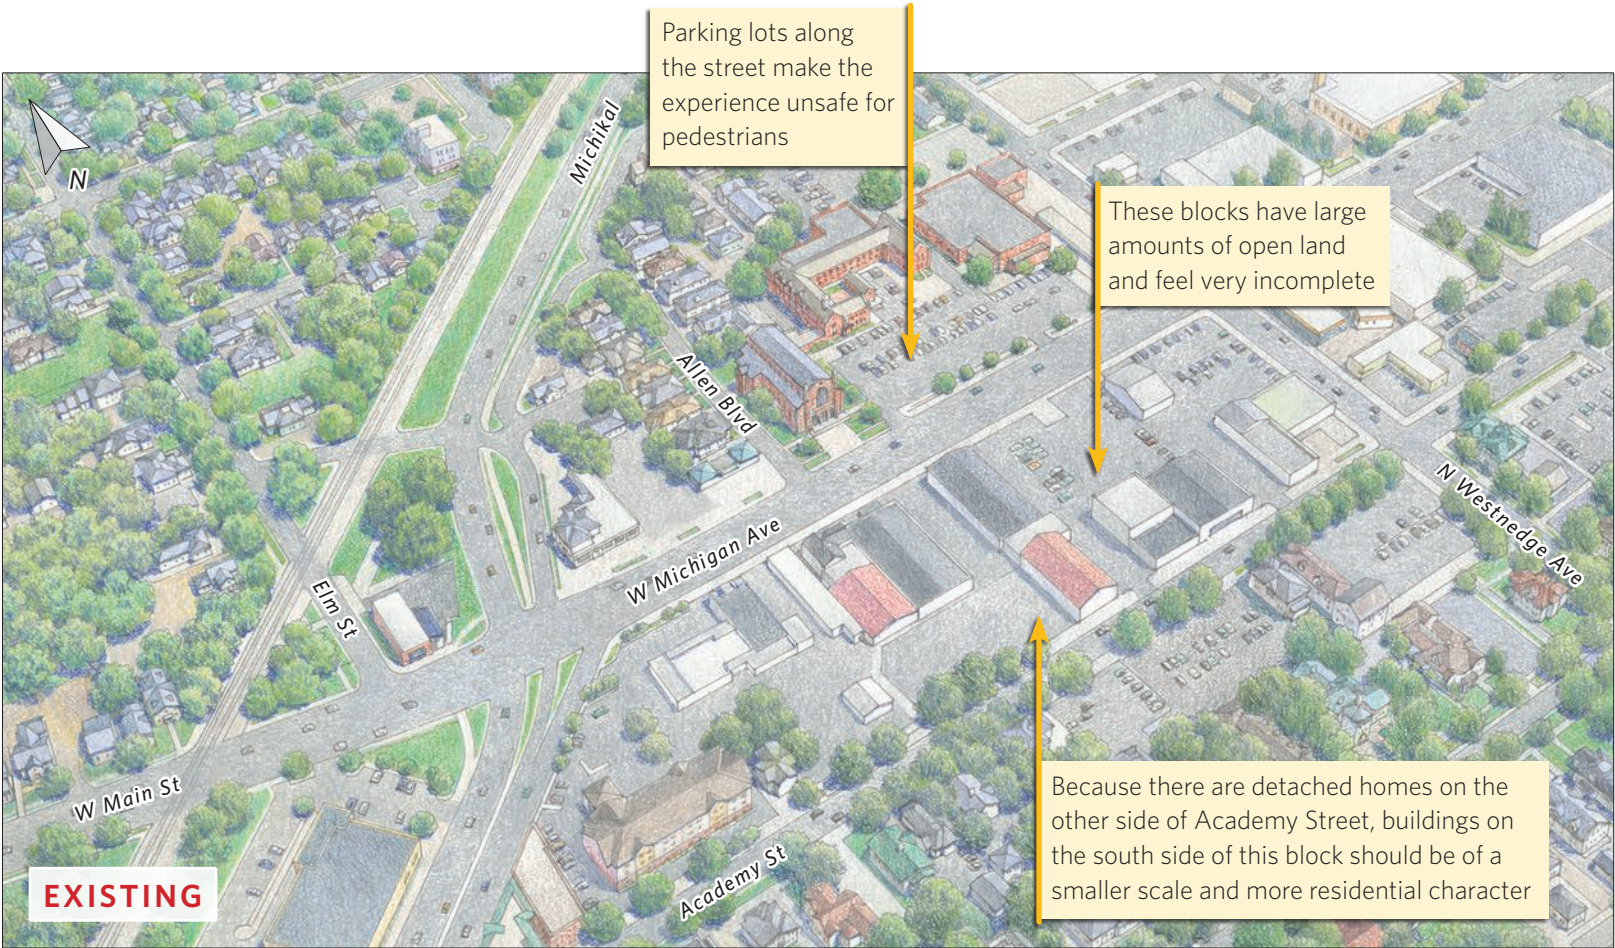 Parking lots along
the street make the
experience unsafe for
pedestrians
Michikal
N
These blocks have large
amounts of open land
and feel very incomplete
Allen Blvd
N Westnedge Ave
W Michigan Ave
Elm St
W Main St
Academy St
Because there are detached homes on the
other side of Academy Street, buildings on
the south side of this block should be of a
smaller scale and more residential character
EXISTING